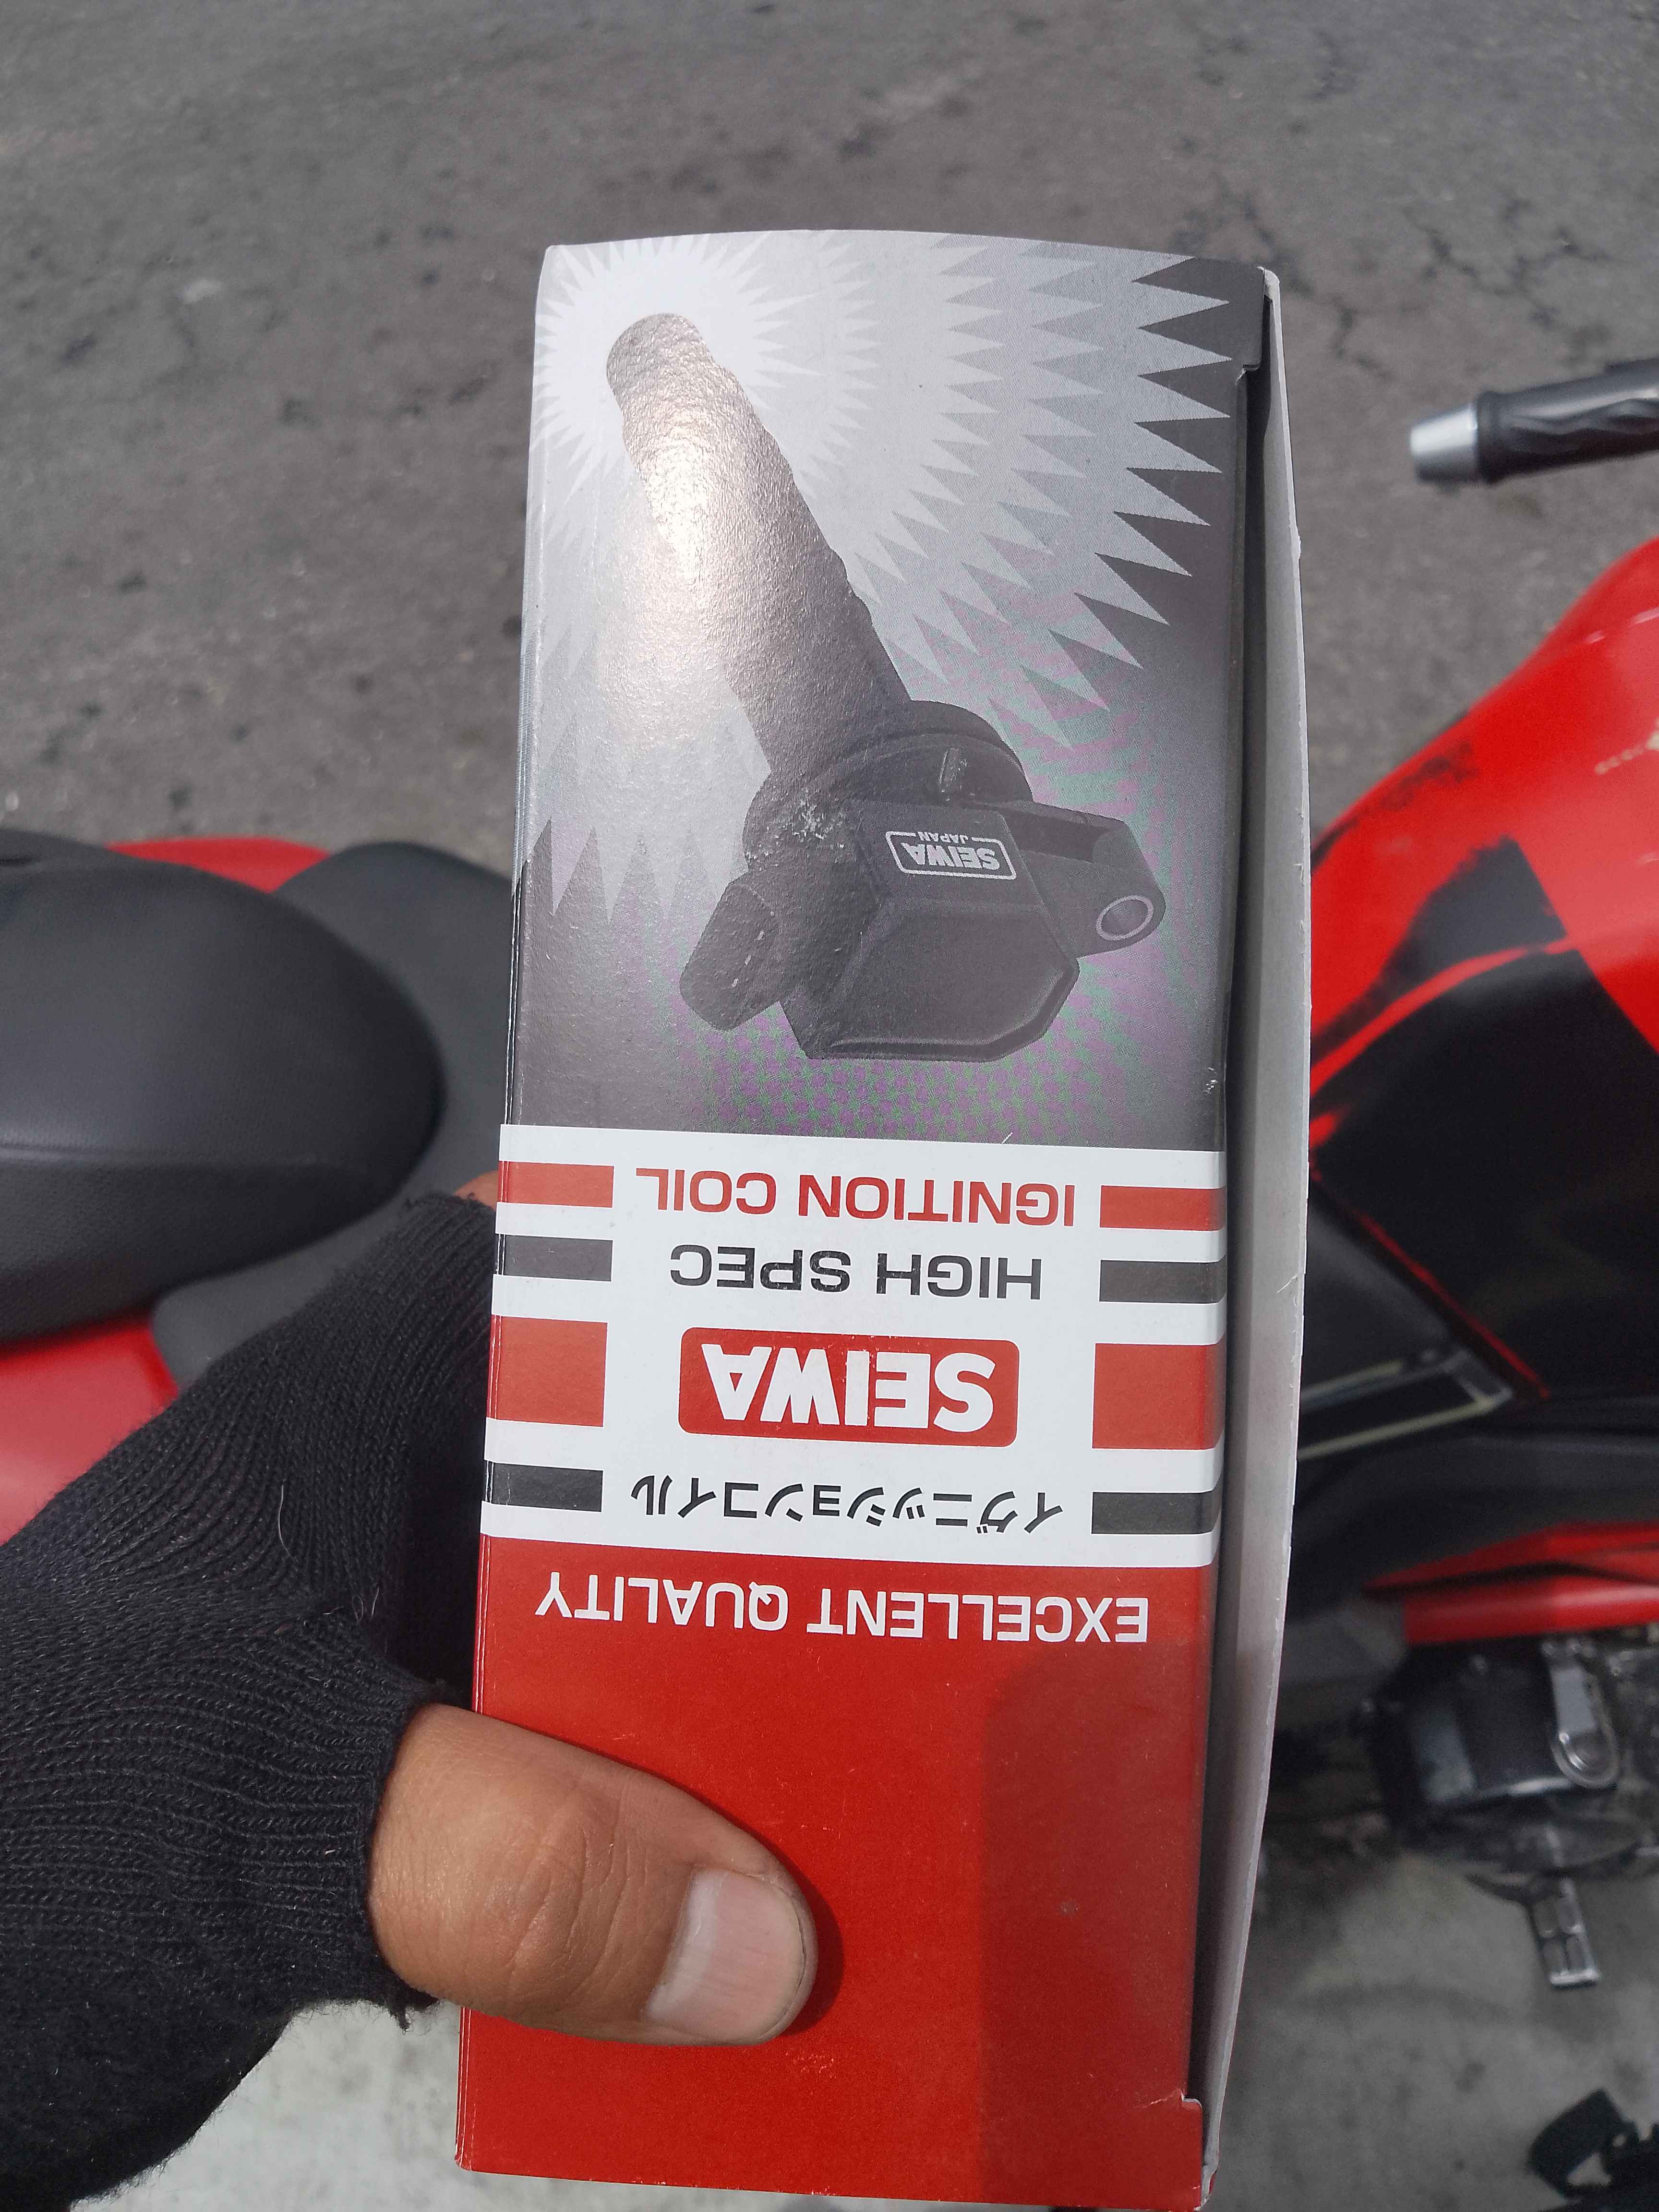 EXCELLENT QUALITY
イグニッションコイル
SEIWA
HIGH SPEC
IGNITION COIL
SEIWA
JAPAN